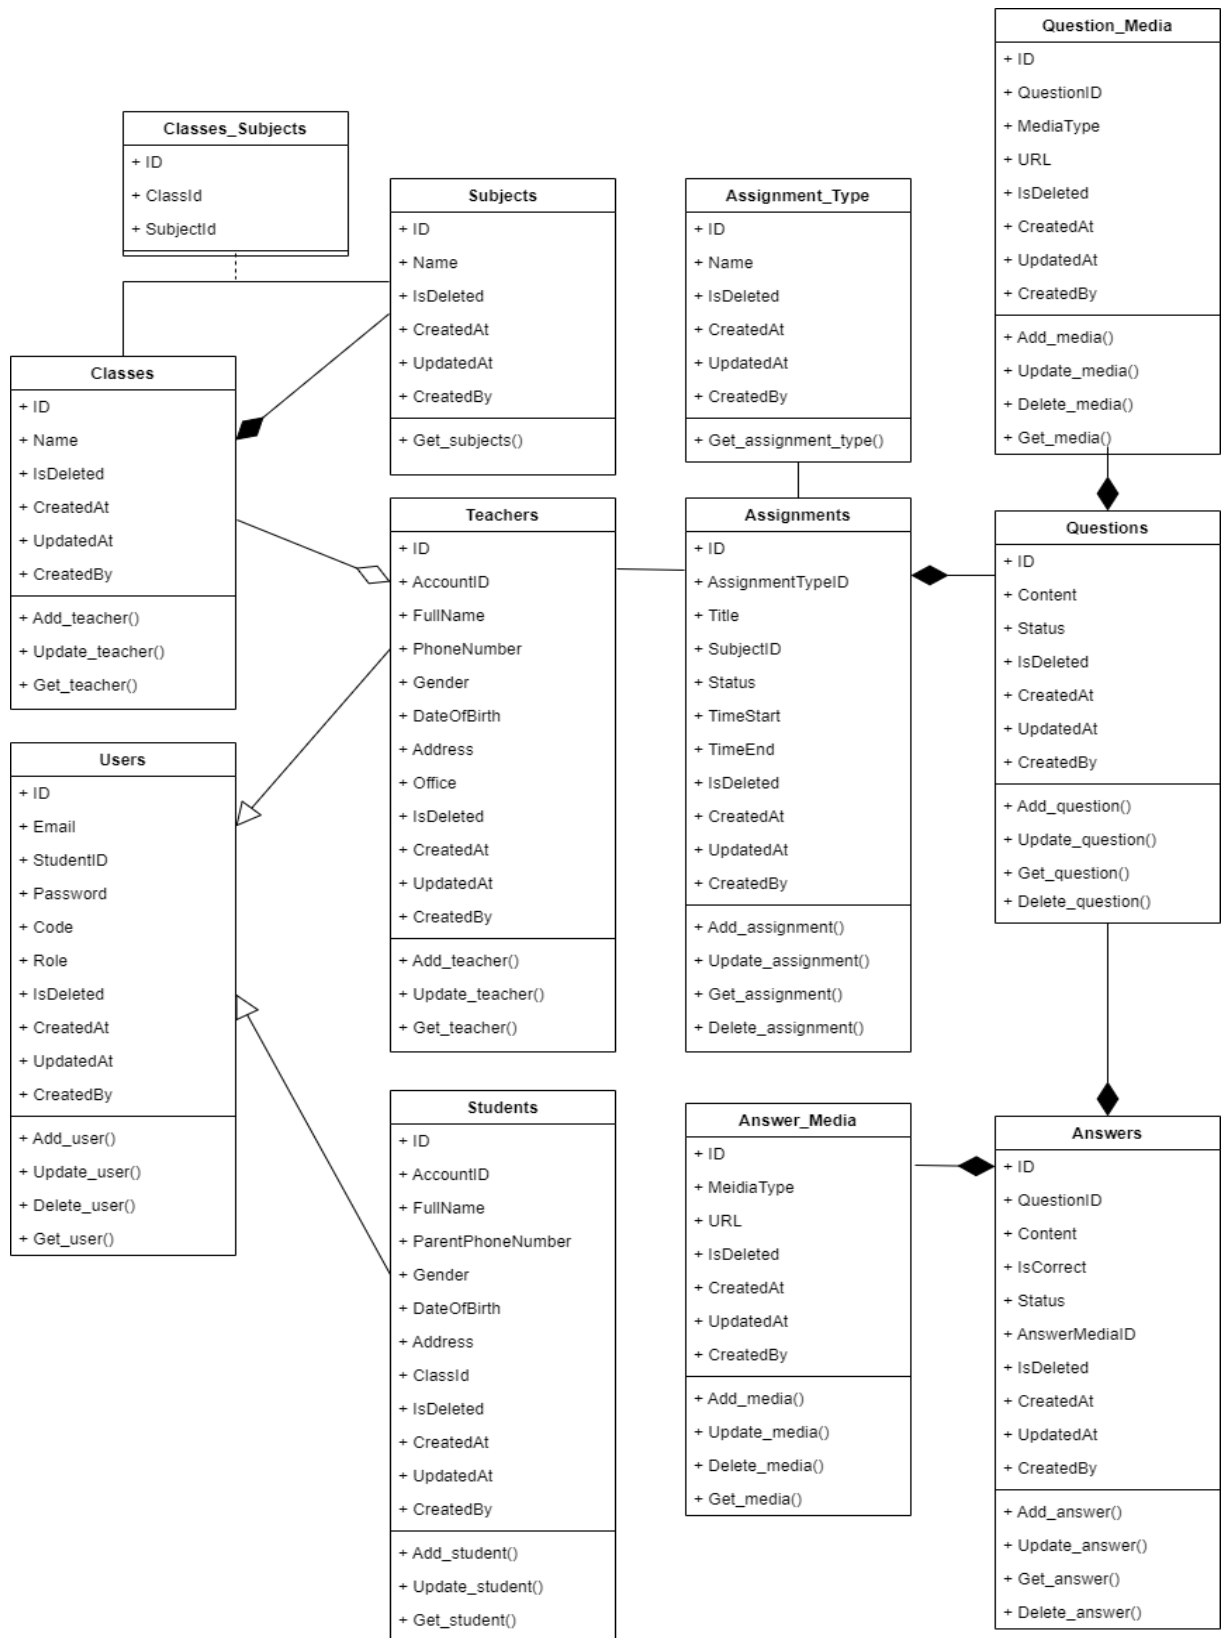 Question_Media
+ ID
+ QuestionID
+ MediaType
+ URL
+ IsDeleted
+ CreatedAt
+ UpdatedAt
+ CreatedBy
+ Add_media()
+ Update_media()
+ Delete_media()
+ Get_media()
Classes_Subjects
+ ID
+ ClassId
+ SubjectId
Subjects
+ ID
+ Name
+ IsDeleted
+ CreatedAt
+ UpdatedAt
+ CreatedBy
+ Get_subjects()
Assignment_Type
+ ID
+ Name
+ IsDeleted
+ CreatedAt
+ UpdatedAt
+ CreatedBy
+ Get_assignment_type()
Classes
+ ID
+ Name
+ IsDeleted
+ CreatedAt
+ UpdatedAt
+ CreatedBy
+ Add_teacher()
+ Update_teacher()
+ Get_teacher()
Teachers
+ ID
+ AccountID
+ FullName
+ PhoneNumber
+ Gender
+ DateOfBirth
+ Address
+ Office
+ IsDeleted
+ CreatedAt
+ UpdatedAt
+ CreatedBy
+ Add_teacher()
+ Update_teacher()
+ Get_teacher()
Assignments
+ ID
+ AssignmentTypeID
+ Title
+ SubjectID
+ Status
+ TimeStart
+ TimeEnd
+ IsDeleted
+ CreatedAt
+ UpdatedAt
+ CreatedBy
+ Add_assignment()
+ Update_assignment()
+ Get_assignment()
+ Delete_assignment()
Questions
+ ID
+ Content
+ Status
+ IsDeleted
+ CreatedAt
+ UpdatedAt
+ CreatedBy
+ Add_question()
+ Update_question()
+ Get_question()
+ Delete_question()
Users
+ ID
+ Email
+ StudentID
+ Password
+ Code
+ Role
+ IsDeleted
+ CreatedAt
+ UpdatedAt
+ CreatedBy
+ Add_user()
+ Update_user()
+ Delete_user()
+ Get_user()
Students
+ ID
+ AccountID
+ FullName
+ ParentPhoneNumber
+ Gender
+ DateOfBirth
+ Address
+ ClassId
+ IsDeleted
+ CreatedAt
+ UpdatedAt
+ CreatedBy
+ Add_student()
+ Update_student()
+ Get_student()
Answer_Media
+ ID
+ MeidiaType
+ URL
+ IsDeleted
+ CreatedAt
+ UpdatedAt
+ CreatedBy
+ Add_media()
+ Update_media()
+ Delete_media()
+ Get_media()
Answers
+ ID
+ QuestionID
+ Content
+ IsCorrect
+ Status
+ AnswerMediaID
+ IsDeleted
+ CreatedAt
+ UpdatedAt
+ CreatedBy
+ Add_answer()
+ Update_answer()
+ Get_answer()
+ Delete_answer()